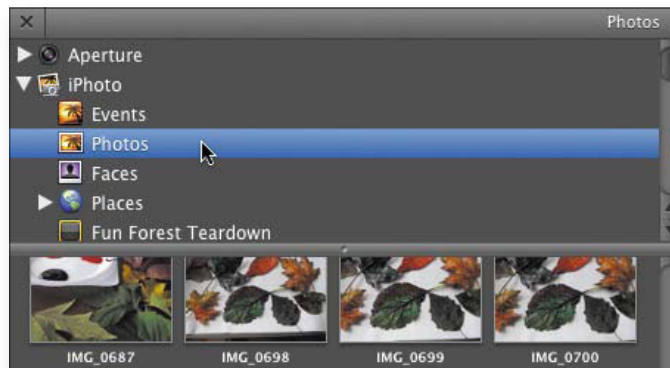 Photos
Aperture
iPhoto
Events
Photos
Faces
Places
Fun Forest Teardown
IMG_0687 IMG_0698 IMG_0699 IMG_0700